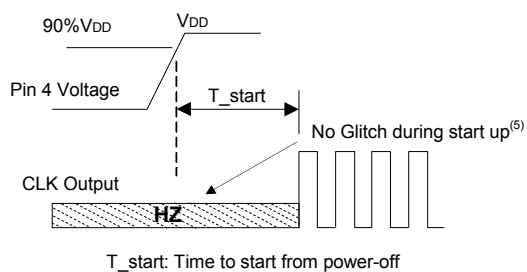 90%VDD
VDD
Pin 4 Voltage
T_start
No Glitch during start up(5)
CLK Output
HZ
T_start: Time to start from power-off